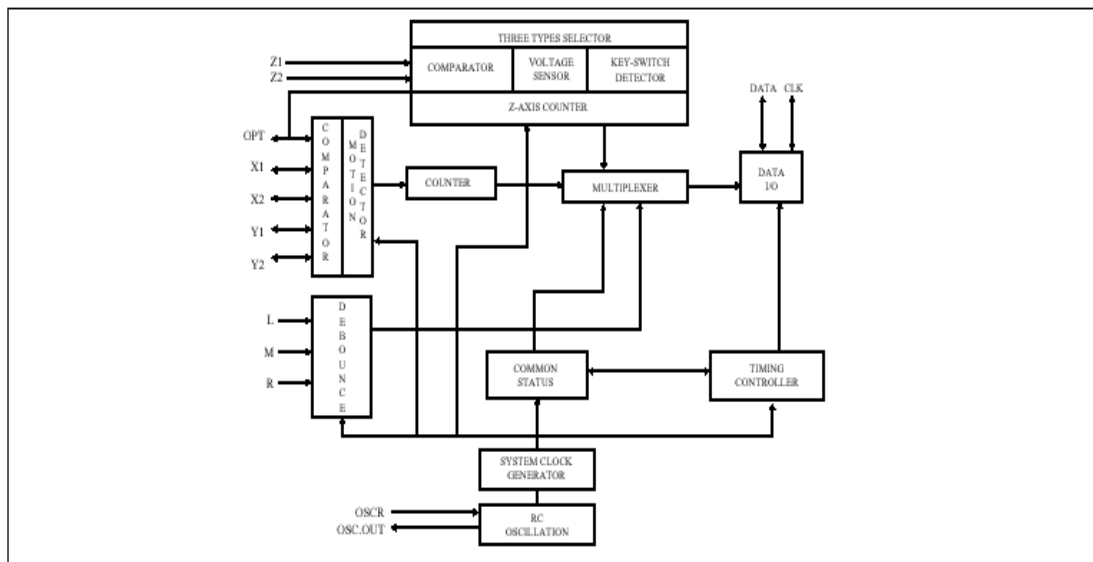 THREE TYPES SELECTOR
Z1
Z2
COMPARATOR
VOLTAGE
SENSOR
KEY-SWITCH
DETECTOR
Z-AXIS COUNTER
DATA
CLK
OPT
X1
X2
Y1
Y2
COMPARATOR
MOTION
DETECTOR
COUNTER
MULTIPLEXER
DATA
I/O
L
M
R
DEBOUNCE
COMMON
STATUS
TIMING
CONTROLLER
SYSTEM CLOCK
GENERATOR
OSCR
OSC.OUT
RC
OSCILLATION